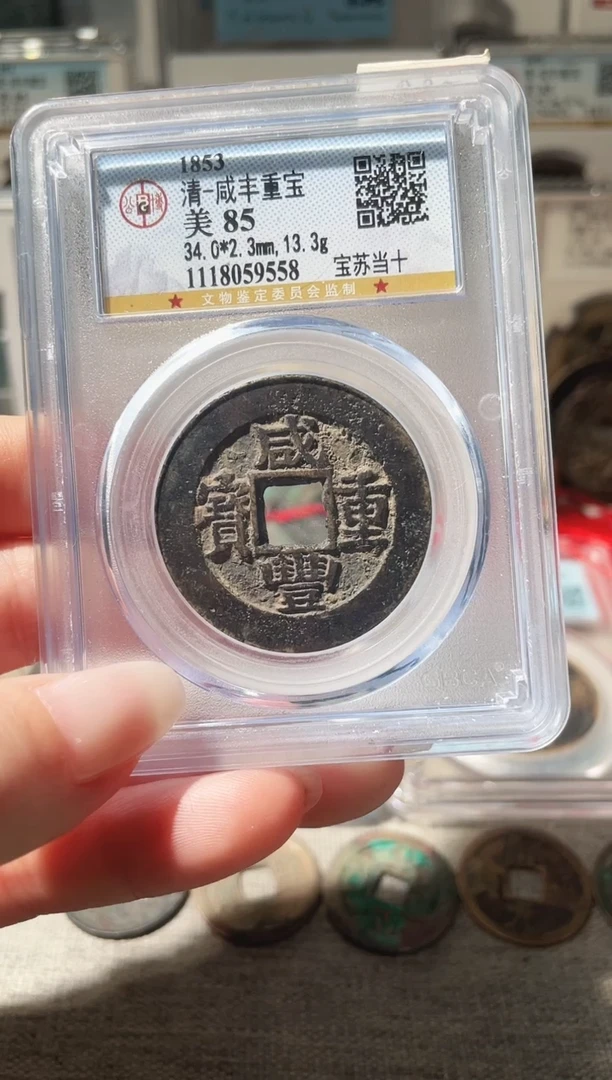 1853
清-咸丰重宝
美 85
34.0*2.3mm,13.3g
1118059558 宝苏当十
文物鉴定委员会监制
咸
寶 重
豐